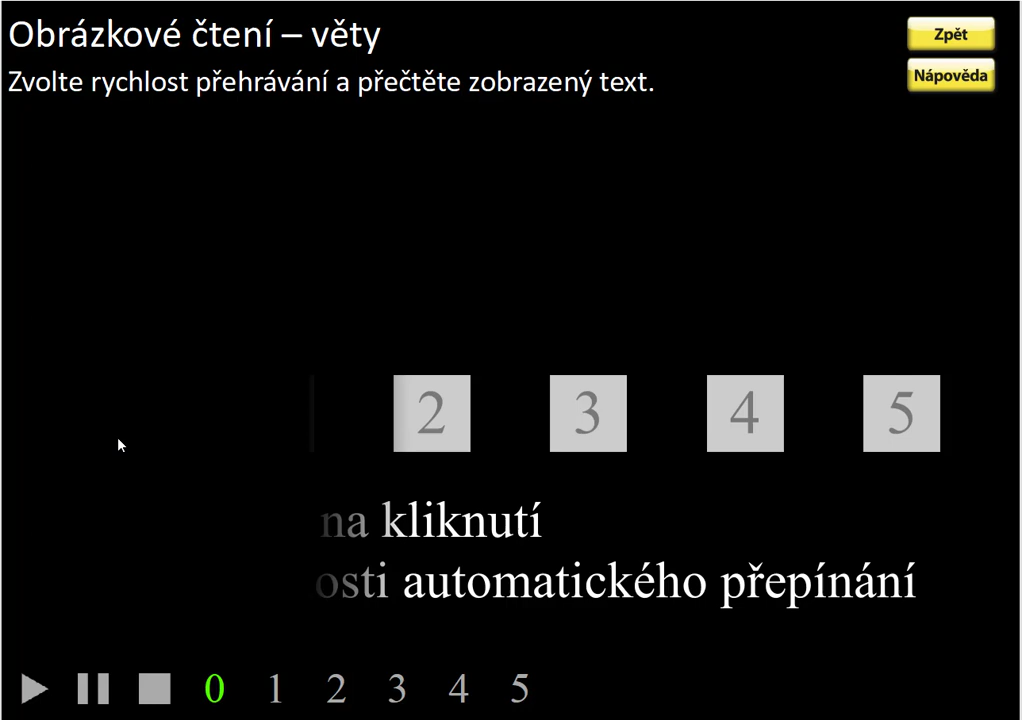 Obrázkové čtení – věty
Zpět
Zvolte rychlost přehrávání a přečtěte zobrazený text.
Nápověda
2 3 4 5
na kliknutí
osti automatického přepínání
0 1 2 3 4 5